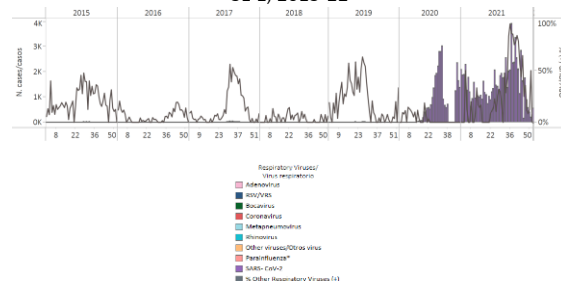 2015 2016 2017 2018 2019 2020 2021
4K
3K
2K
1K
0K
N. cases/casos
100%
50%
0%
8 22 36 50 8 22 36 50 8 23 37 51 8 22 37 51 8 22 36 50 8 22 38 8 22 36 50
Respiratory Viruses/
Virus respiratorio
Adenovirus
RSV/VRS
Bocavirus
Coronavirus
Metapneumovirus
Rhinovirus
Other viruses/Otros virus
Parainfluenza*
SARS-CoV-2
% Other Respiratory Viruses (+)